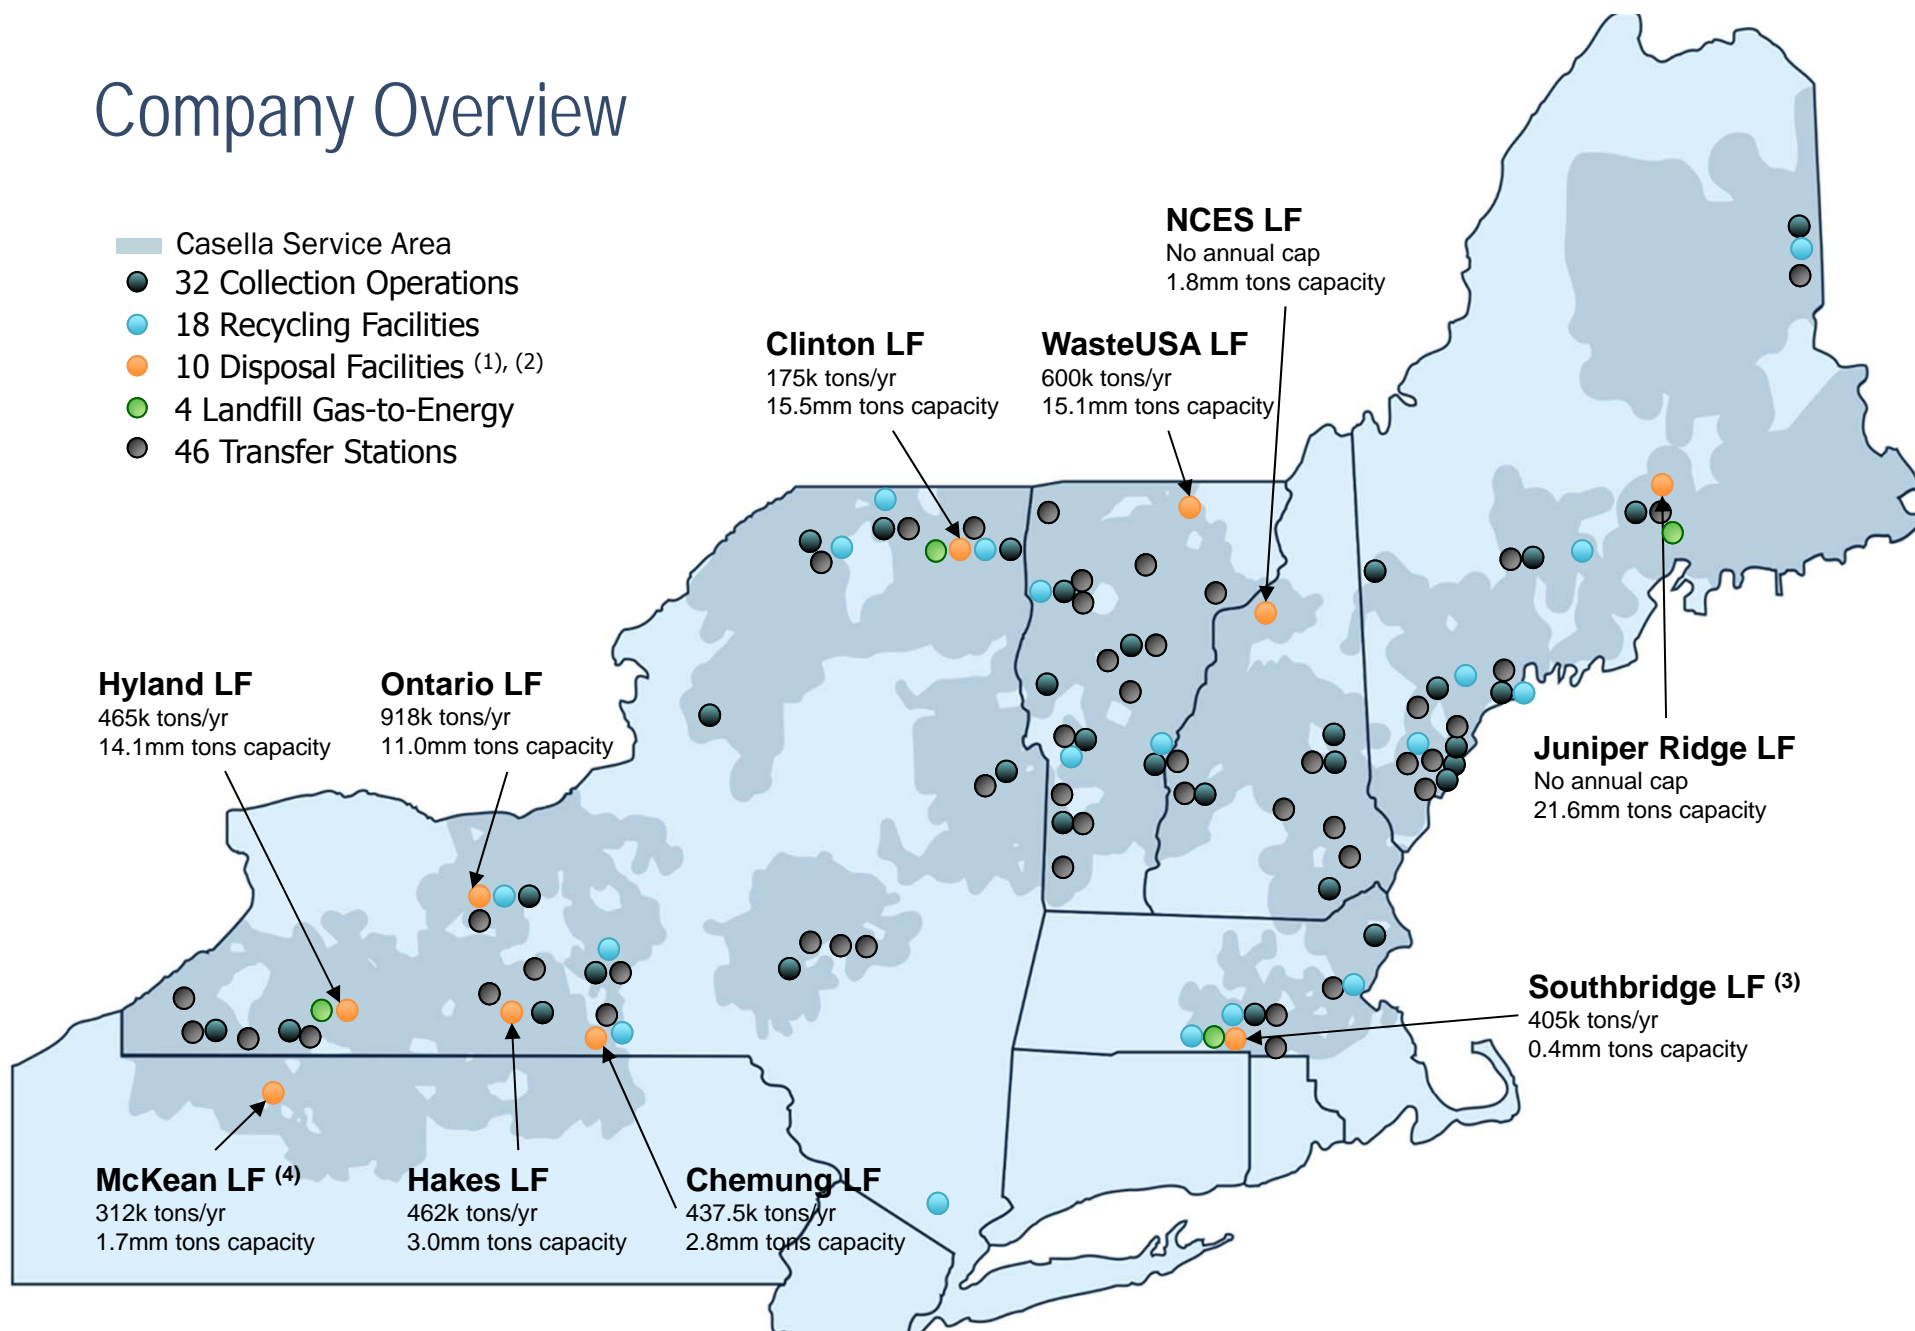 Company Overview
Casella Service Area
32 Collection Operations
18 Recycling Facilities
10 Disposal Facilities (1), (2)
4 Landfill Gas-to-Energy
46 Transfer Stations
NCES LF
No annual cap
1.8mm tons capacity
Clinton LF
175k tons/yr
15.5mm tons capacity
WasteUSA LF
600k tons/yr
15.1mm tons capacity
Hyland LF
465k tons/yr
14.1mm tons capacity
Ontario LF
918k tons/yr
11.0mm tons capacity
Juniper Ridge LF
No annual cap
21.6mm tons capacity
Southbridge LF (3)
405k tons/yr
0.4mm tons capacity
McKean LF (4)
312k tons/yr
1.7mm tons capacity
Hakes LF
462k tons/yr
3.0mm tons capacity
Chemung LF
437.5k tons/yr
2.8mm tons capacity